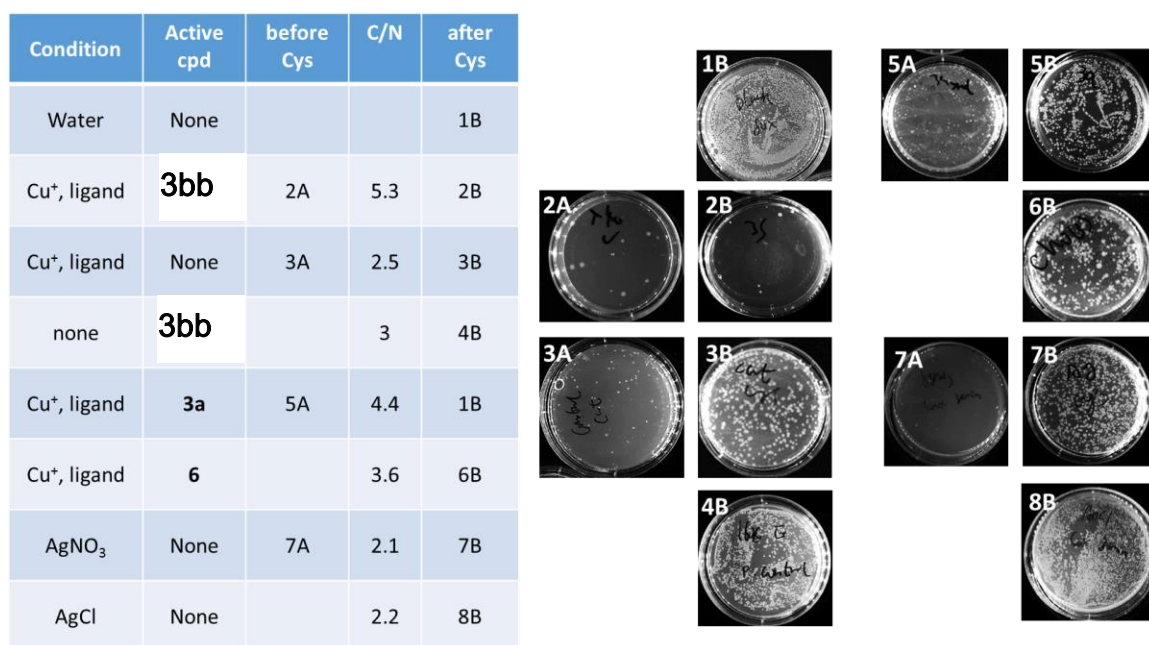 Condition Active cpd before Cys C/N after Cys
Water None 1B
Cu⁺, ligand 3bb 2A 5.3 2B
Cu⁺, ligand None 3A 2.5 3B
none 3bb 3 4B
Cu⁺, ligand 3a 5A 4.4 1B
Cu⁺, ligand 6 3.6 6B
AgNO₃ None 7A 2.1 7B
AgCl None 2.2 8B
1B 5A 5B
2A 2B 6B
3A 3B 7A 7B
4B 8B